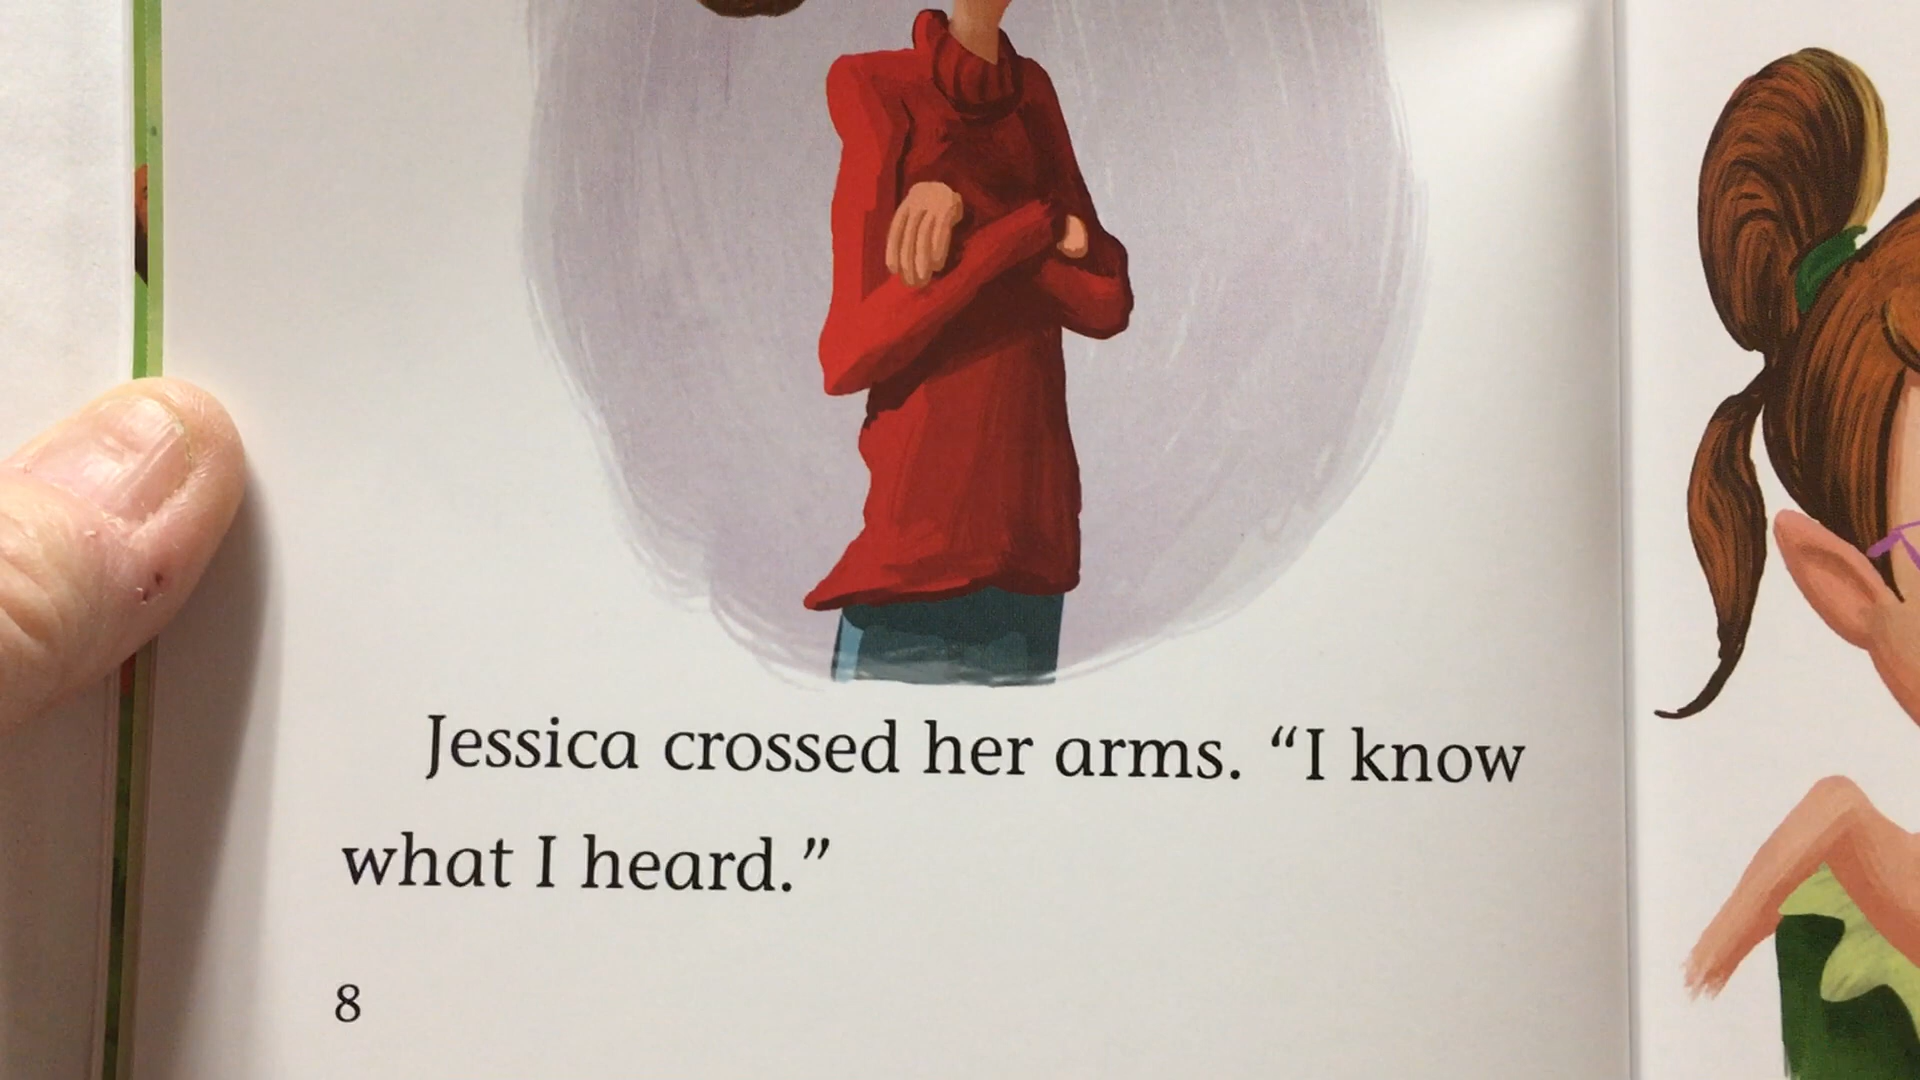 Jessica crossed her arms. “I know
what I heard.”
8